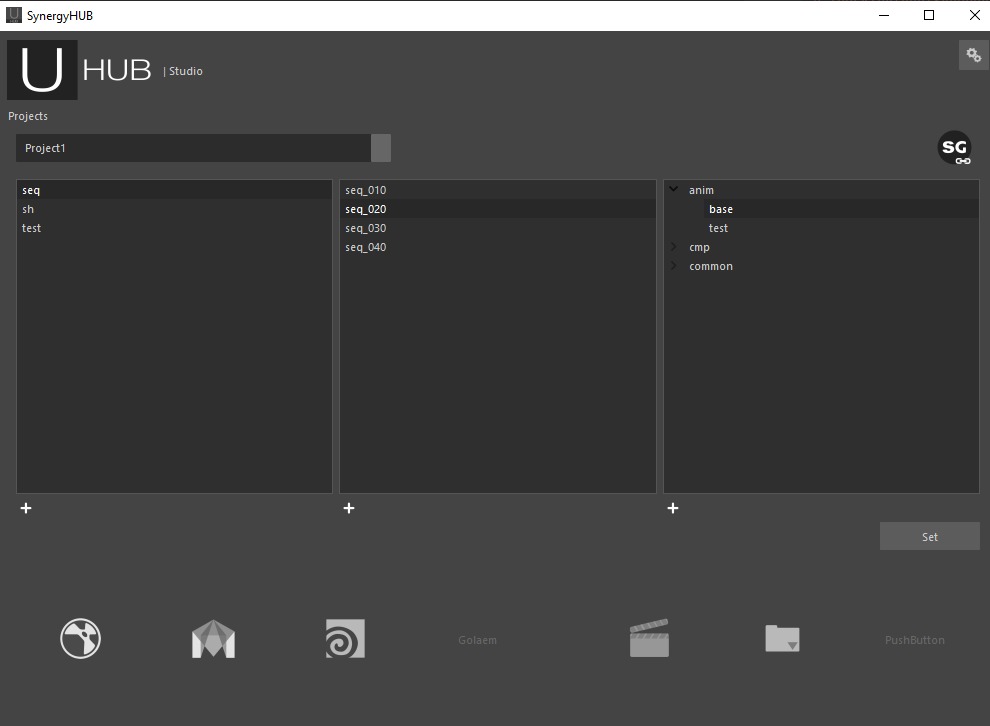 SynergyHUB
U HUB | Studio
Projects
Project1
SG
seq
sh
test
seq_010
seq_020
seq_030
seq_040
anim
base
test
cmp
common
+ + +
Set
Golaem
PushButton